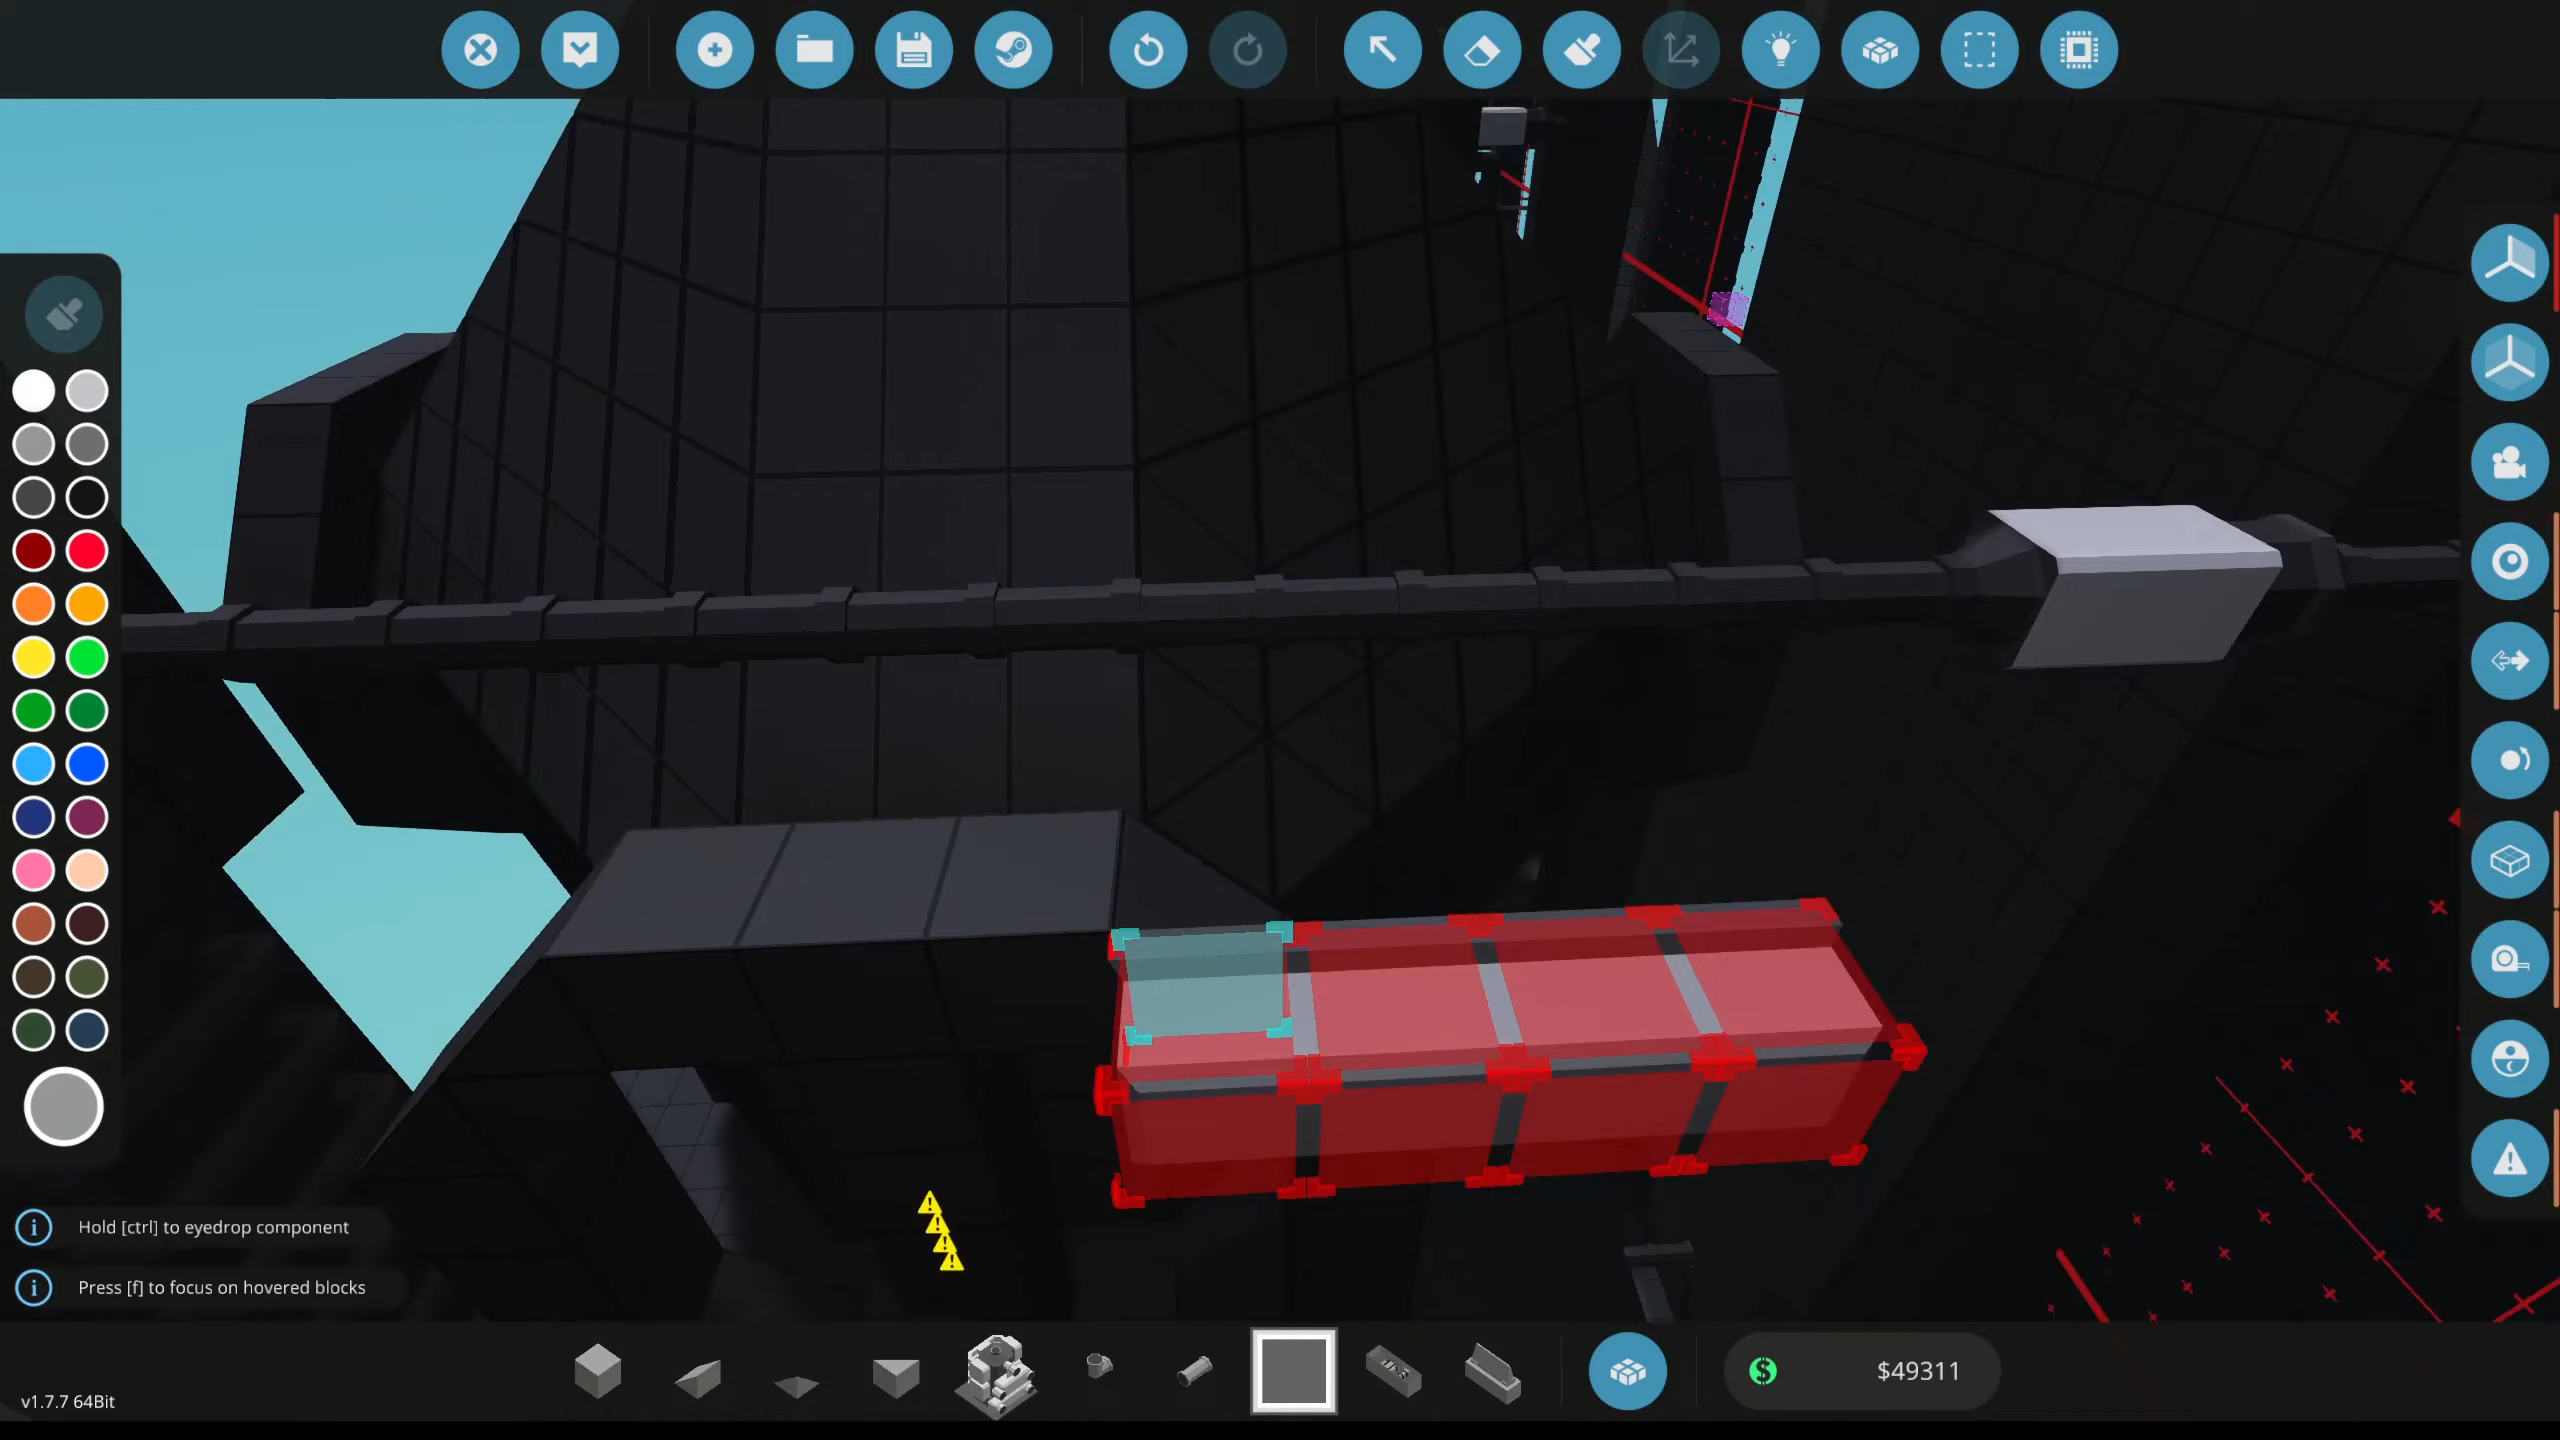 Hold [ctrl] to eyedrop component
Press [f] to focus on hovered blocks
$49311
v1.7.7 64Bit